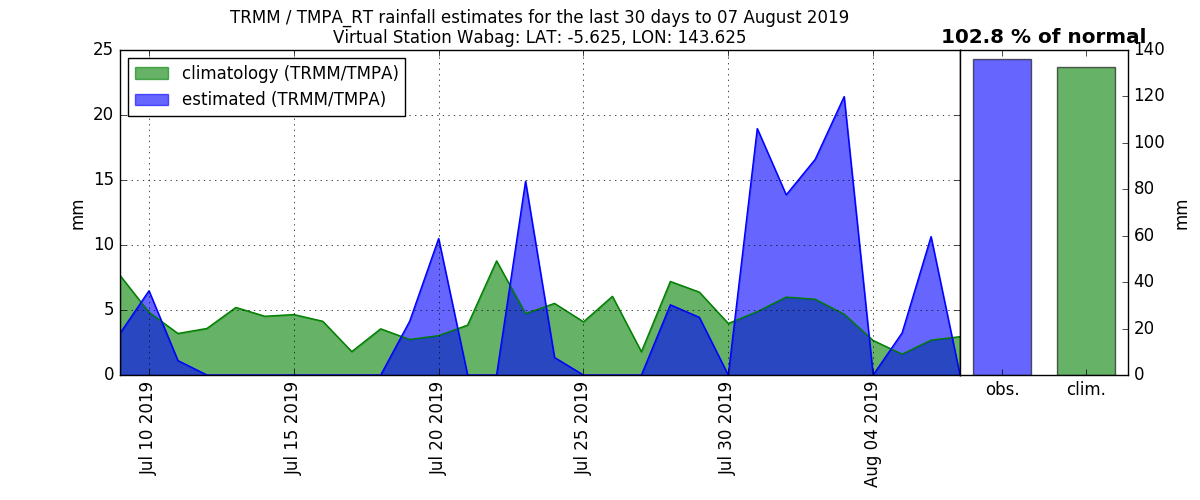 TRMM / TMPA_RT rainfall estimates for the last 30 days to 07 August 2019
Virtual Station Wabag: LAT: -5.625, LON: 143.625
102.8 % of normal
climatology (TRMM/TMPA)
estimated (TRMM/TMPA)
25
20
15
10
5
0
mm
Jul 10 2019
Jul 15 2019
Jul 20 2019
Jul 25 2019
Jul 30 2019
Aug 04 2019
obs.
clim.
140
120
100
80
60
40
20
0
mm